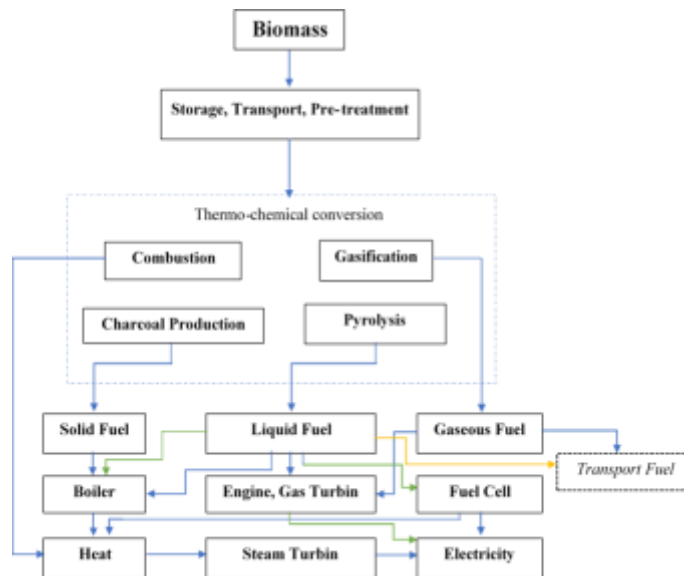 Biomass
Storage, Transport, Pre-treatment
Thermo-chemical conversion
Combustion
Gasification
Charcoal Production
Pyrolysis
Solid Fuel
Liquid Fuel
Gaseous Fuel
Transport Fuel
Boiler
Engine, Gas Turbin
Fuel Cell
Heat
Steam Turbin
Electricity